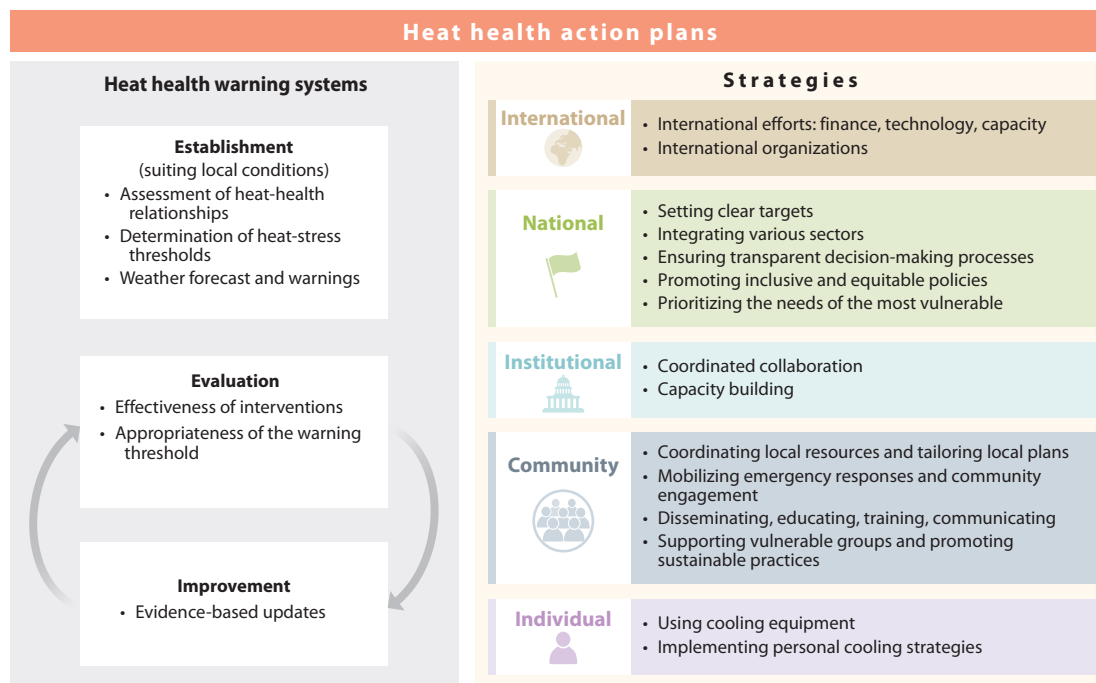 Heat health action plans
Heat health warning systems
Establishment
(suiting local conditions)
• Assessment of heat-health
relationships
• Determination of heat-stress
thresholds
• Weather forecast and warnings
Evaluation
• Effectiveness of interventions
• Appropriateness of the warning
threshold
Improvement
• Evidence-based updates
Strategies
International
• International efforts: finance, technology, capacity
• International organizations
National
• Setting clear targets
• Integrating various sectors
• Ensuring transparent decision-making processes
• Promoting inclusive and equitable policies
• Prioritizing the needs of the most vulnerable
Institutional
• Coordinated collaboration
• Capacity building
Community
• Coordinating local resources and tailoring local plans
• Mobilizing emergency responses and community
engagement
• Disseminating, educating, training, communicating
• Supporting vulnerable groups and promoting
sustainable practices
Individual
• Using cooling equipment
• Implementing personal cooling strategies